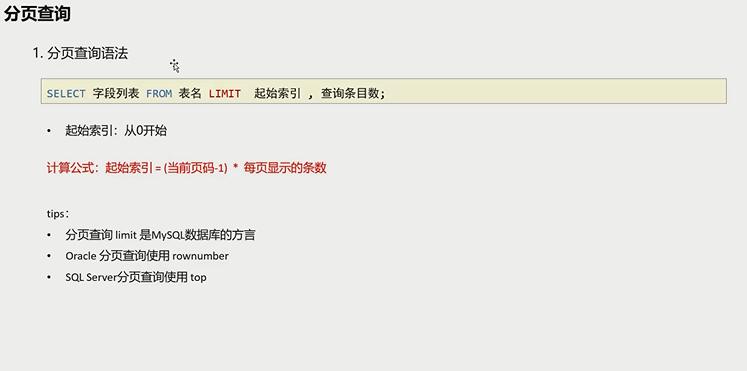 分页查询
1. 分页查询语法
SELECT 字段列表 FROM 表名 LIMIT 起始索引 , 查询条目数;
• 起始索引：从0开始
计算公式：起始索引 = (当前页码-1) * 每页显示的条数
tips：
• 分页查询 limit 是MySQL数据库的方言
• Oracle 分页查询使用 rownumber
• SQL Server分页查询使用 top